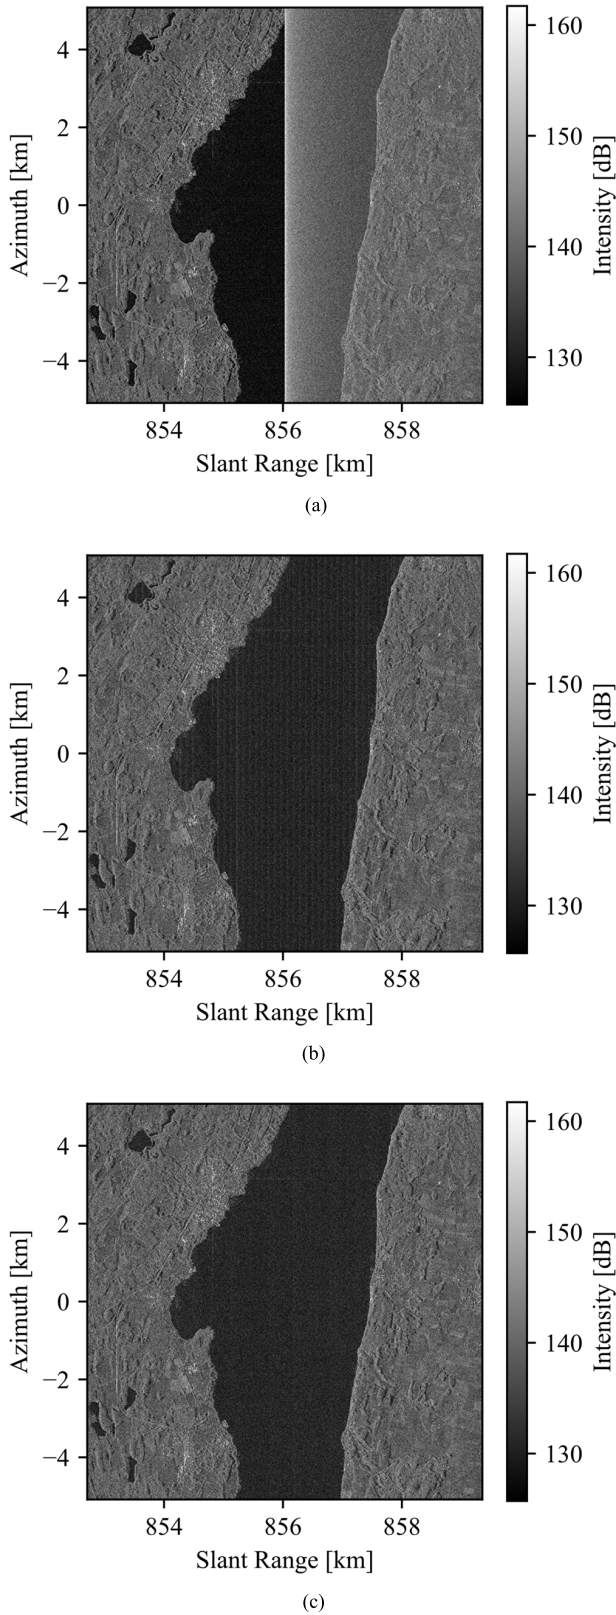 4
2
0
−2
−4
Azimuth [km]
854 856 858
Slant Range [km]
160
150
140
130
Intensity [dB]
(a)
4
2
0
−2
−4
Azimuth [km]
854 856 858
Slant Range [km]
160
150
140
130
Intensity [dB]
(b)
4
2
0
−2
−4
Azimuth [km]
854 856 858
Slant Range [km]
160
150
140
130
Intensity [dB]
(c)